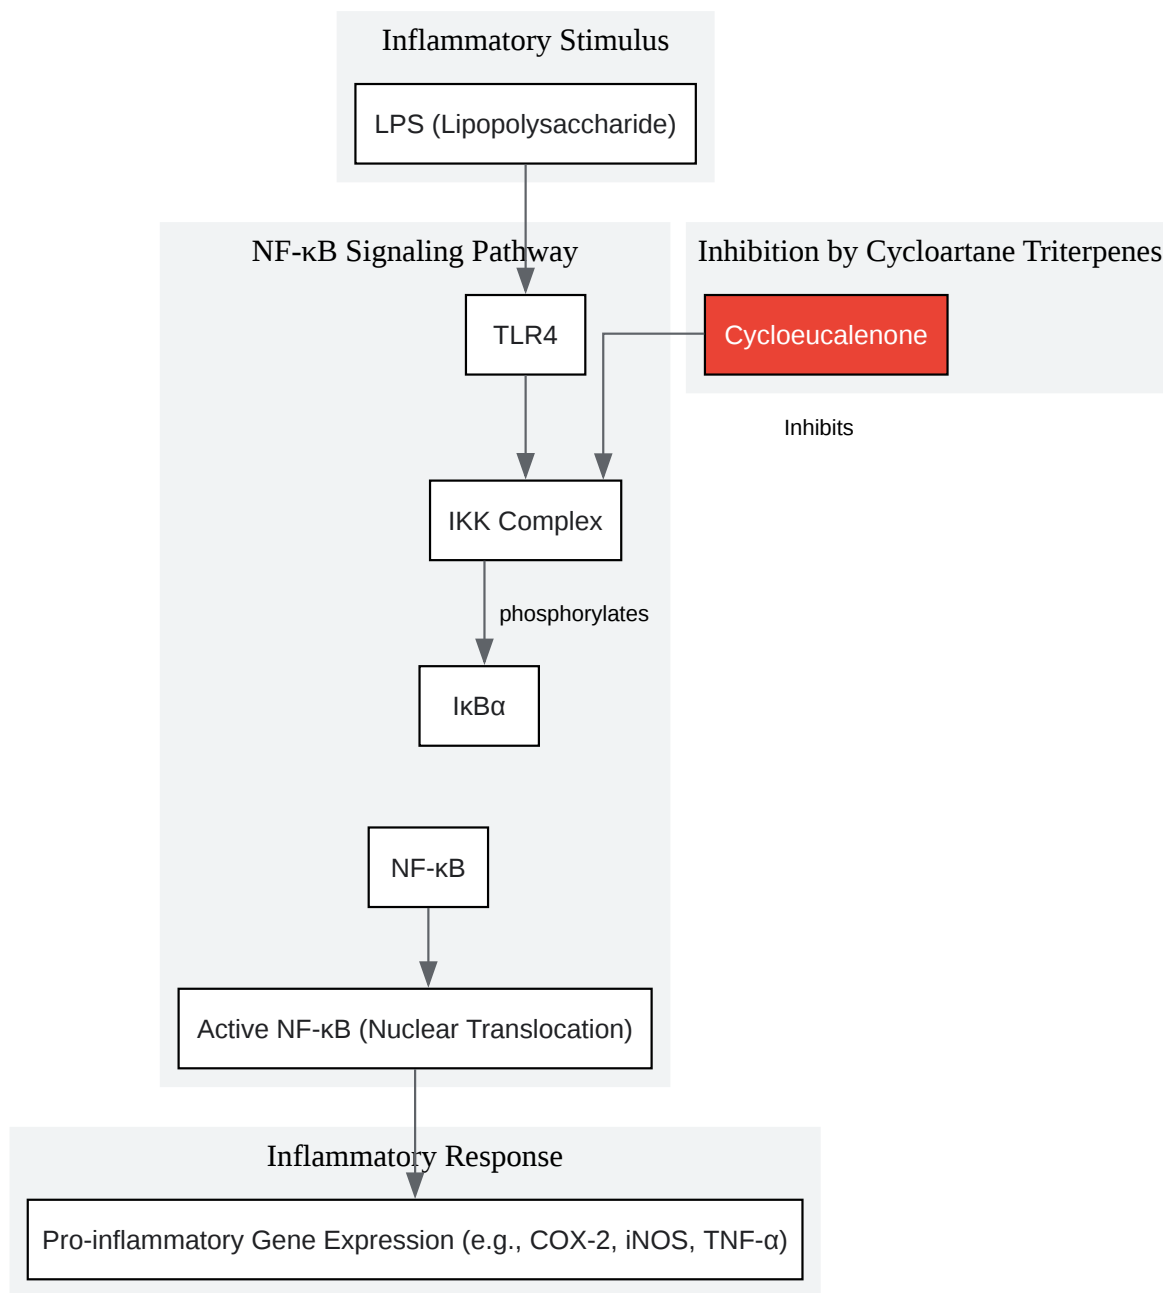 Inflammatory Stimulus
LPS (Lipopolysaccharide)
NF-κB Signaling Pathway
Inhibition by Cycloartane Triterpenes
TLR4
Cycloeucalenone
Inhibits
IKK Complex
phosphorylates
IκBα
NF-κB
Active NF-κB (Nuclear Translocation)
Inflammatory Response
Pro-inflammatory Gene Expression (e.g., COX-2, iNOS, TNF-α)